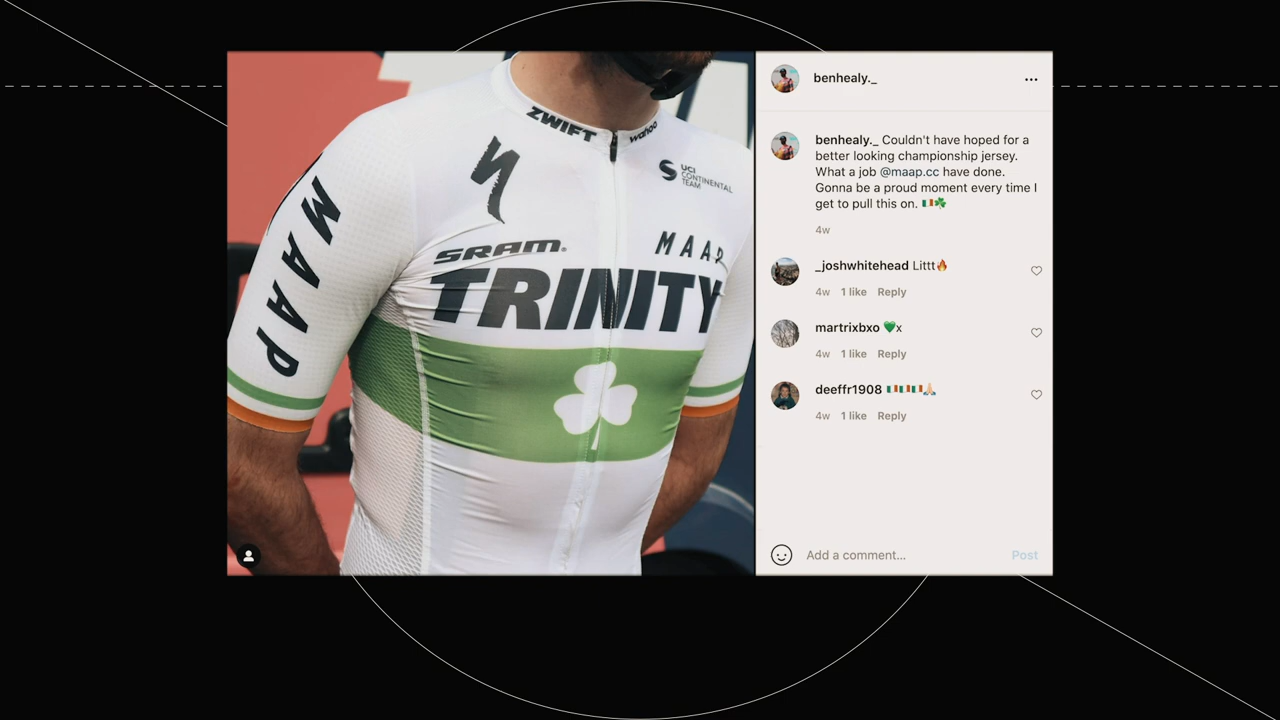 ZWIFT
wahoo
UCI
CONTINENTAL
TEAM
SRAM
MAAP
TRINITY
MAAP
benhealy._
benhealy._ Couldn't have hoped for a
better looking championship jersey.
What a job @maap.cc have done.
Gonna be a proud moment every time I
get to pull this on. 🇮🇪☘️
4w
_joshwhitehead Littt🔥
4w 1 like Reply
martrixbxo 💚x
4w 1 like Reply
deeffr1908 🇮🇪🇮🇪🇮🇪🙏🏼
4w 1 like Reply
Add a comment...
Post